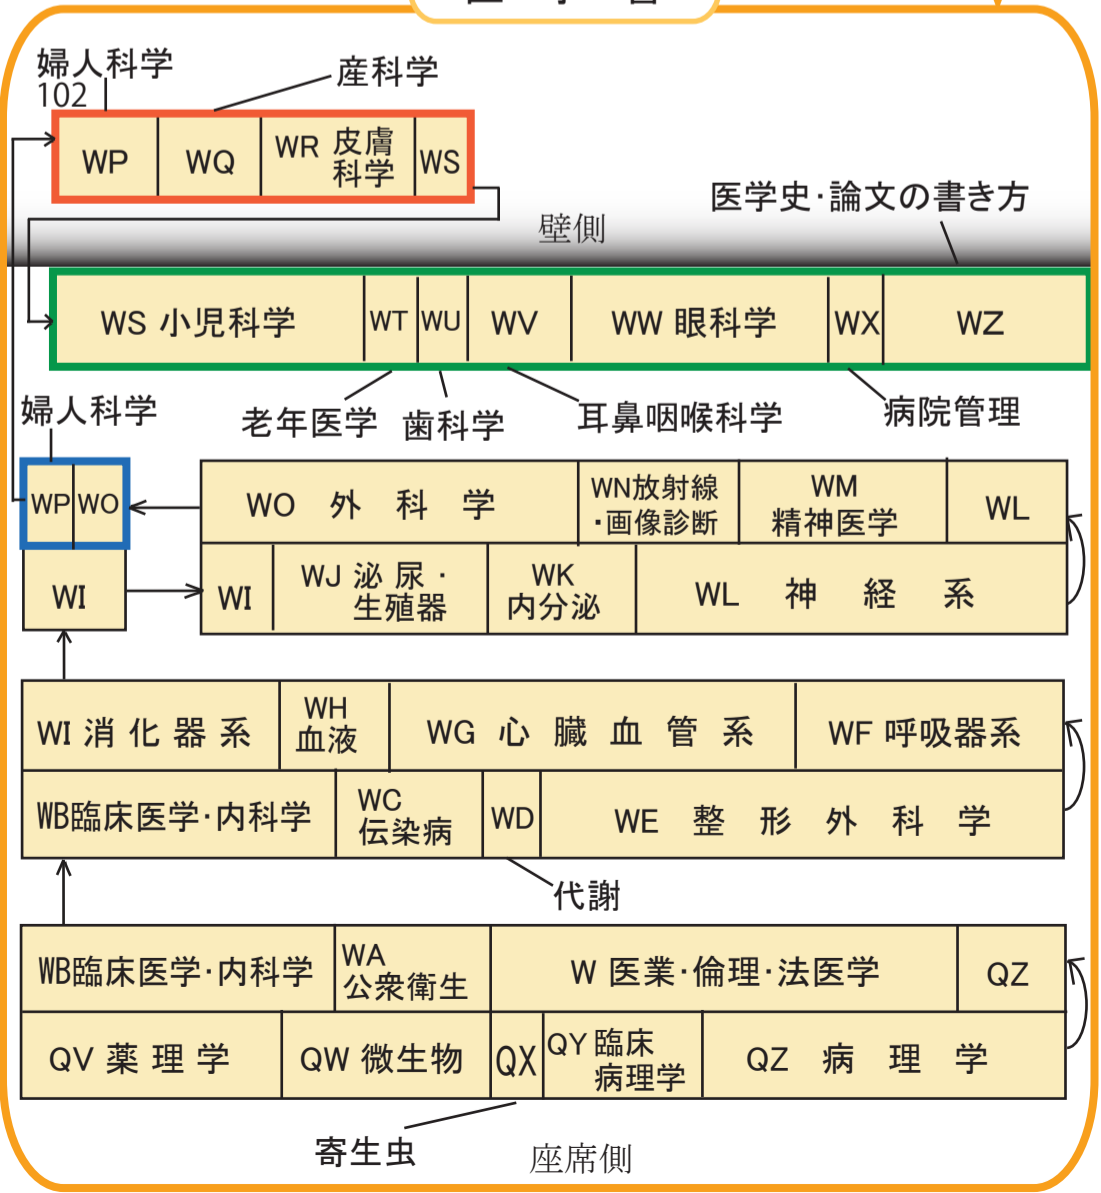 婦人科学
102
産科学
WP
WQ
WR 皮膚
科学
WS
医学史・論文の書き方
壁側
WS 小児科学
WT
WU
WV
WW 眼科学
WX
WZ
婦人科学
老年医学
歯科学
耳鼻咽喉科学
病院管理
WP
WO
WO 外 科 学
WN放射線
・画像診断
WM
精神医学
WL
WI
WI
WJ 泌 尿 ・
生殖器
WK
内分泌
WL 神 経 系
WI 消 化 器 系
WH
血液
WG 心 臓 血 管 系
WF 呼吸器系
WB臨床医学・内科学
WC
伝染病
WD
WE 整 形 外 科 学
代謝
WB臨床医学・内科学
WA
公衆衛生
W 医業・倫理・法医学
QZ
QV 薬 理 学
QW 微生物
QX
QY 臨床
病理学
QZ 病 理 学
寄生虫
座席側